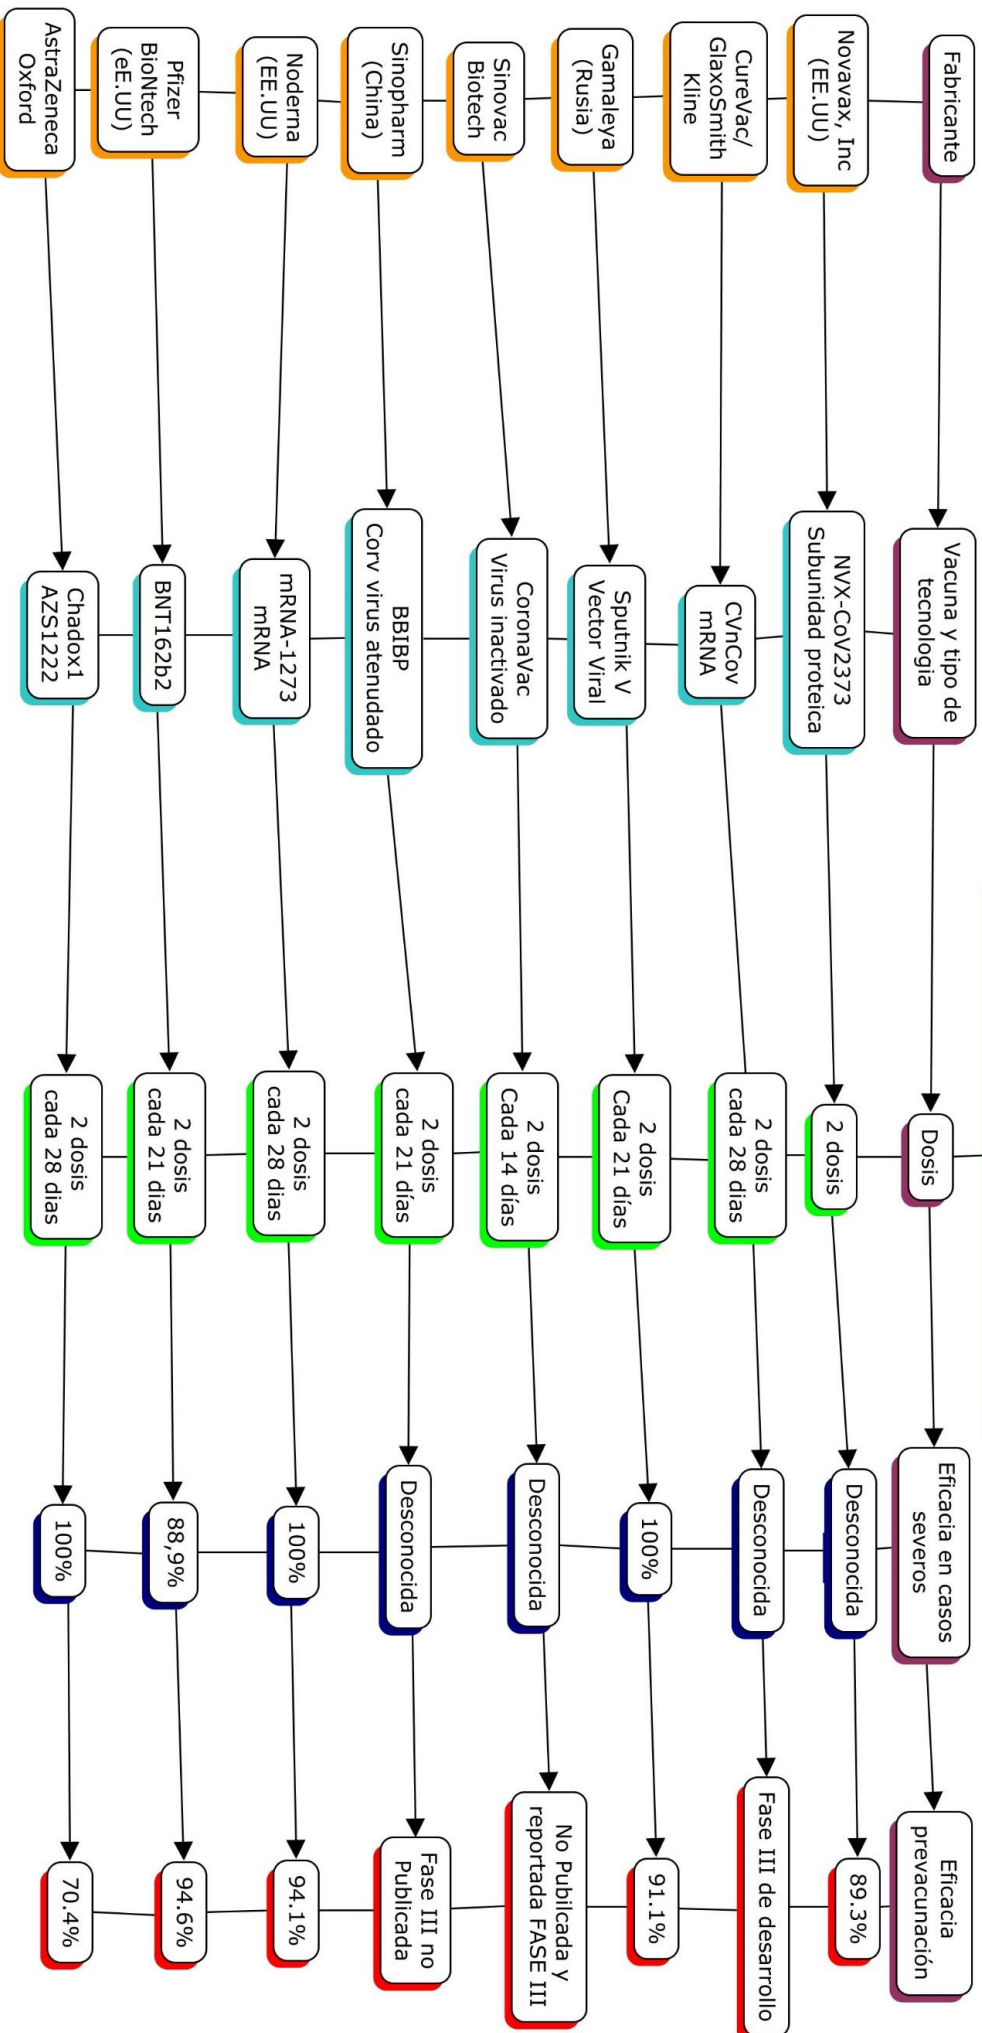 Fabricante
Vacuna y tipo de
tecnologia
Dosis
Eficacia en casos
severos
Eficacia
prevacunación
Novavax, Inc
(EE.UU)
NVX-CoV2373
Subunidad proteica
2 dosis
Desconocida
89.3%
CureVac/
GlaxoSmith
Kline
CVnCov
mRNA
2 dosis
cada 28 dias
Desconocida
Fase III de desarrollo
Gamaleya
(Rusia)
Sputnik V
Vector Viral
2 dosis
Cada 21 días
100%
91.1%
Sinovac
Biotech
CoronaVac
Virus inactivado
2 dosis
Cada 14 días
Desconocida
No Pubilcada y
reportada FASE III
Sinopharm
(China)
BBIBP
Corv virus atenudado
2 dosis
cada 21 días
Desconocida
Fase III no
Publicada
Noderna
(EE.UU)
mRNA-1273
mRNA
2 dosis
cada 28 dias
100%
94.1%
Pfizer
BioNtech
(eE.UU)
BNT162b2
2 dosis
cada 21 dias
88,9%
94.6%
AstraZeneca
Oxford
Chadox1
AZS1222
2 dosis
cada 28 dias
100%
70.4%